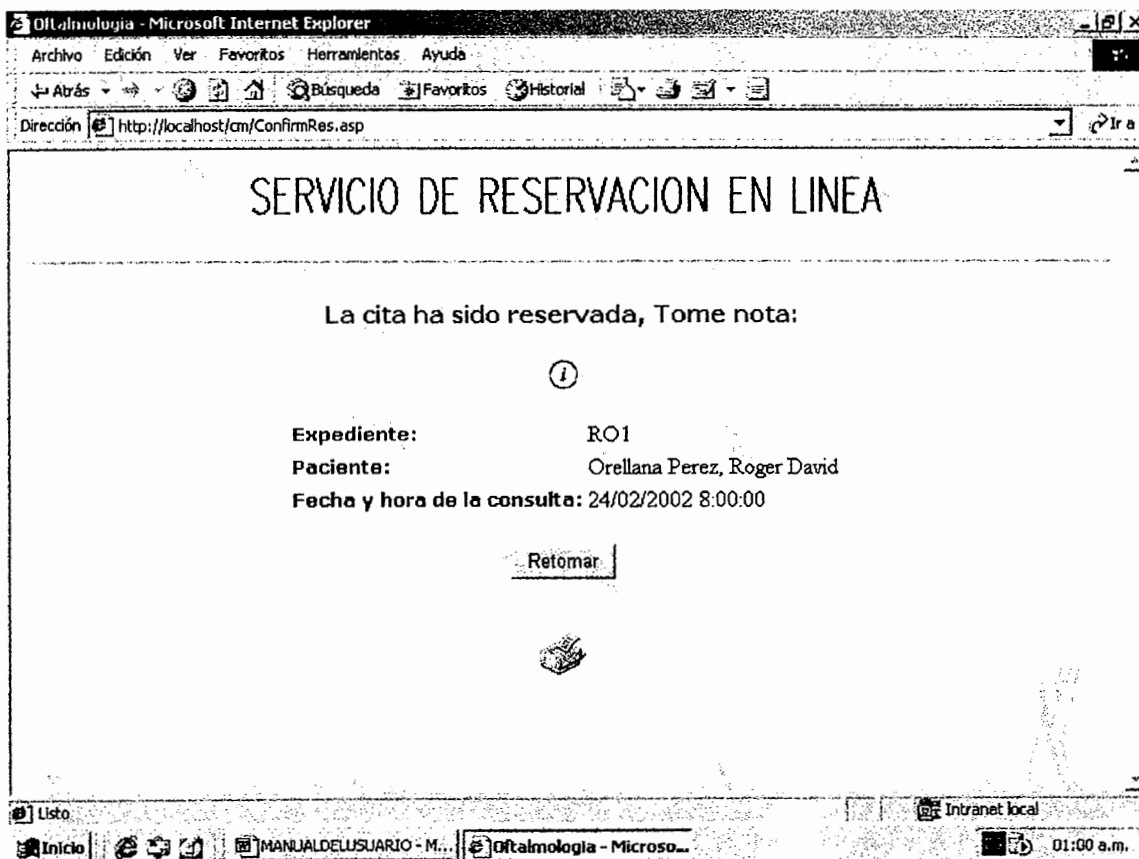 Oftalmologia - Microsoft Internet Explorer
Archivo Edición Ver Favoritos Herramientas Ayuda
Atrás Búsqueda Favoritos Historial
Dirección http://localhost/cm/ConfirmRes.asp Ir a
SERVICIO DE RESERVACION EN LINEA
La cita ha sido reservada, Tome nota:
i
Expediente: RO1
Paciente: Orellana Perez, Roger David
Fecha y hora de la consulta: 24/02/2002 8:00:00
Retornar
Listo Intranet local
Inicio MANUALDELUSUARIO - M... Oftalmologia - Microso... 01:00 a.m.